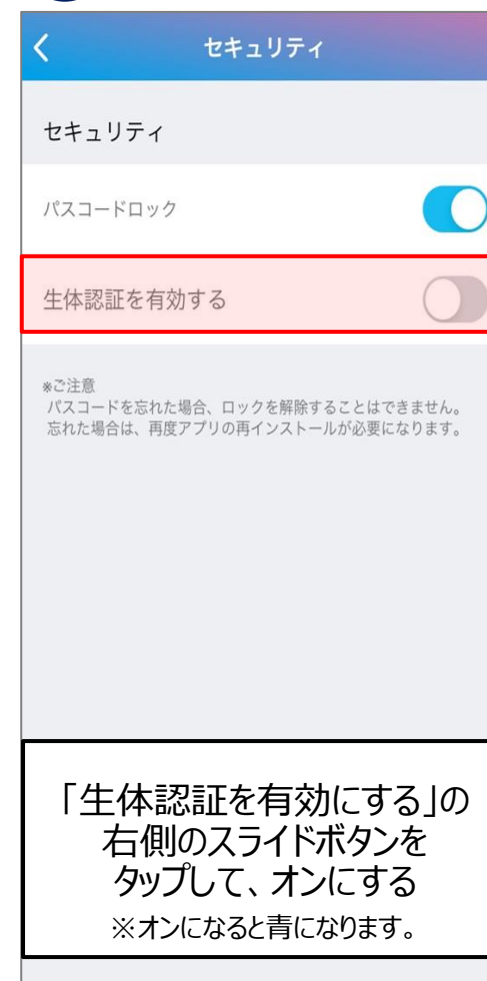 セキュリティ
セキュリティ
パスコードロック
生体認証を有効する
※ご注意
パスコードを忘れた場合、ロックを解除することはできません。
忘れた場合は、再度アプリの再インストールが必要になります。
「生体認証を有効にする」の
右側のスライドボタンを
タップして、オンにする
※オンになると青になります。